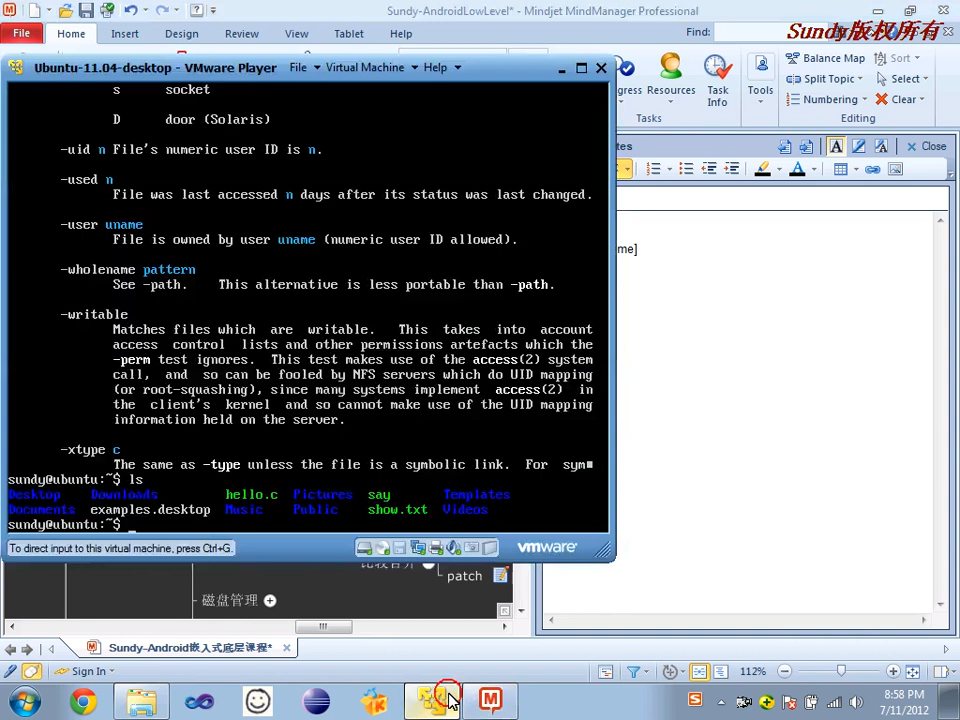 Sundy-AndroidLowLevel* - Mindjet MindManager Professional
File Home Insert Design Review View Tablet Help Find:
Sundy版权所有
Balance Map Sort
Split Topic Select
Numbering Clear
Resources Task Info Tools
Tasks Editing
Ubuntu-11.04-desktop - VMware Player File Virtual Machine Help
Close
s socket
D door (Solaris)
-uid n File's numeric user ID is n.
-used n
File was last accessed n days after its status was last changed.
-user uname
File is owned by user uname (numeric user ID allowed).
-wholename pattern
See -path. This alternative is less portable than -path.
-writable
Matches files which are writable. This takes into account
access control lists and other permissions artefacts which the
-perm test ignores. This test makes use of the access(2) system
call, and so can be fooled by NFS servers which do UID mapping
(or root-squashing), since many systems implement access(2) in
the client's kernel and so cannot make use of the UID mapping
information held on the server.
-xtype c
The same as -type unless the file is a symbolic link. For sym
sundy@ubuntu:~$ ls
Desktop Downloads hello.c Pictures say Templates
Documents examples.desktop Music Public show.txt Videos
sundy@ubuntu:~$ _
me]
To direct input to this virtual machine, press Ctrl+G.
vmware
patch
磁盘管理
Sundy-Android嵌入式底层课程*
Sign In 112%
8:58 PM
7/11/2012